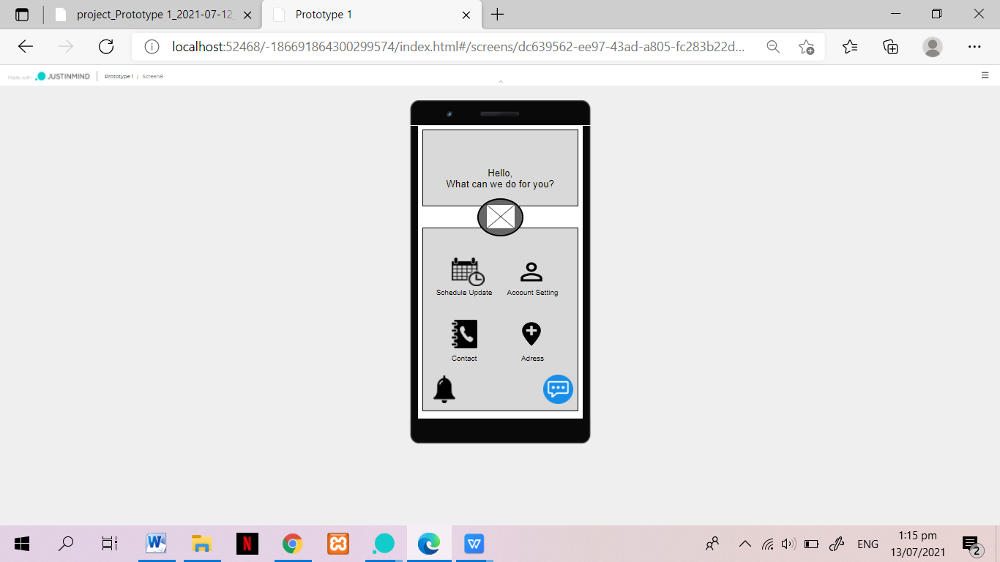 project_Prototype 1_2021-07-12
Prototype 1
localhost:52468/-186691864300299574/index.html#/screens/dc639562-ee97-43ad-a805-fc283b22d...
Made with JUSTINMIND Prototype 1 / Screen 8
Hello,
What can we do for you?
Schedule Update Account Setting
Contact Adress
W N W ENG
1:15 pm
13/07/2021
2